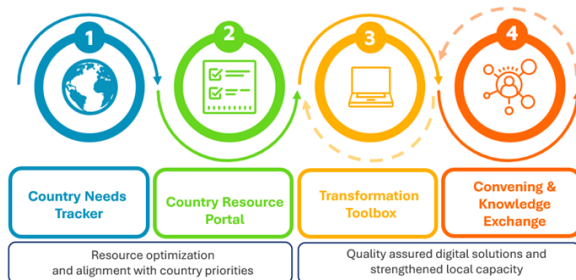 1
2
3
4
Country Needs
Tracker
Country Resource
Portal
Transformation
Toolbox
Convening &
Knowledge
Exchange
Resource optimization
and alignment with country priorities
Quality assured digital solutions and
strengthened local capacity